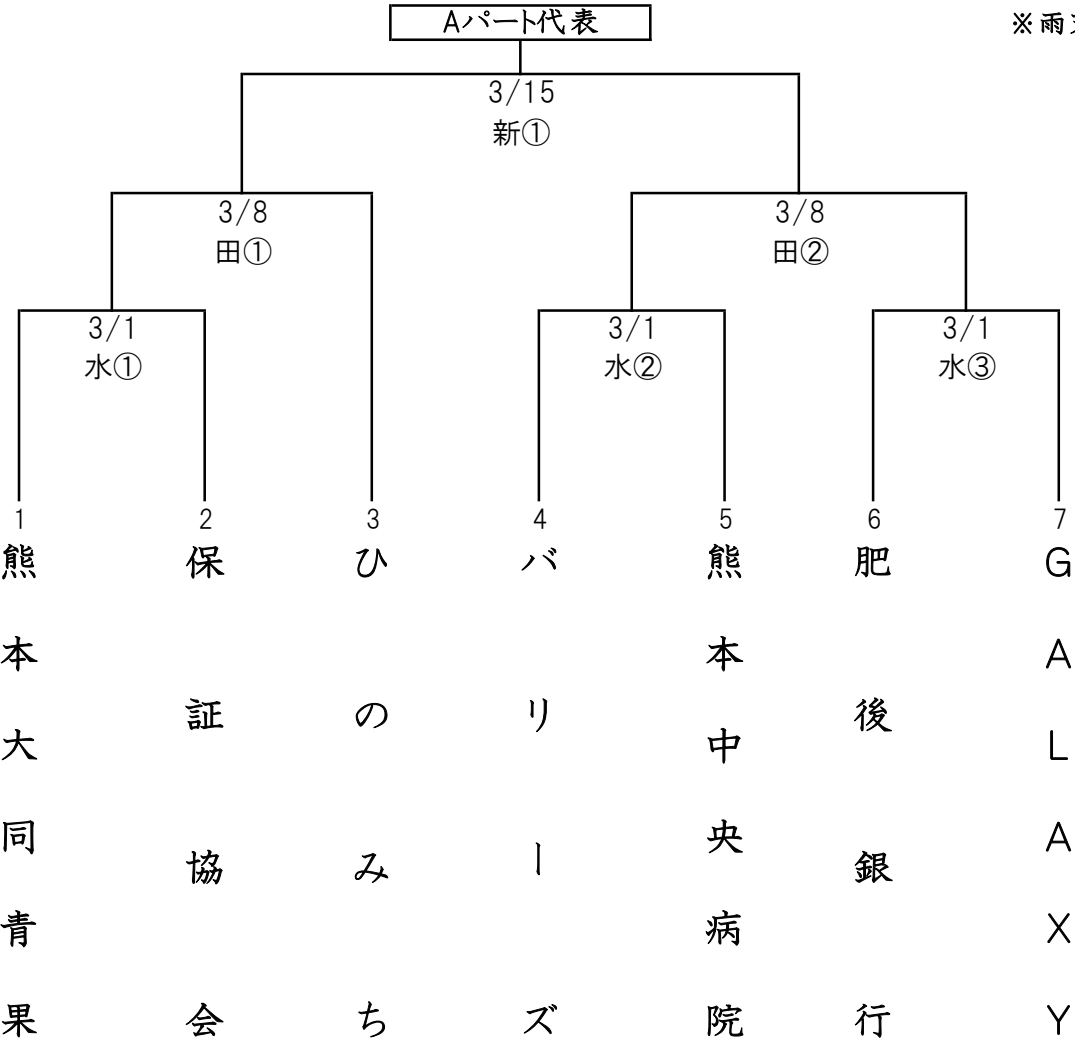 Aパート代表
※雨
3/15
新①
3/8
田①
3/8
田②
3/1
水①
3/1
水②
3/1
水③
1
2
3
4
5
6
7
熊本大同青果
保証協会
ひのみち
バリーズ
熊本中央病院
肥後銀行
GALAXY